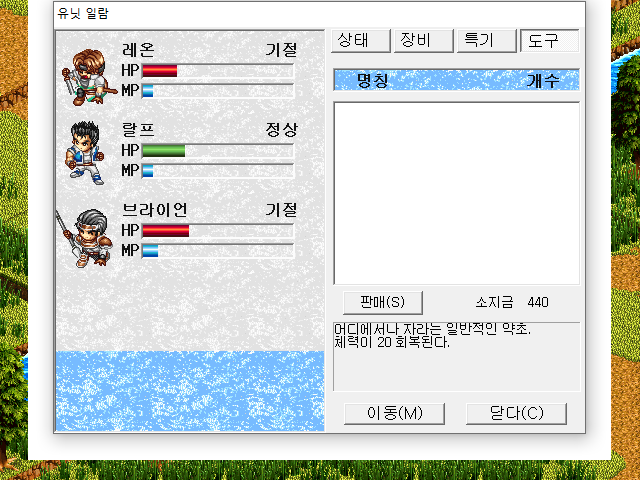 유닛 일람
레온 기절
HP
MP
랄프 정상
HP
MP
브라이언 기절
HP
MP
상태 장비 특기 도구
명칭 개수
판매(S) 소지금 440
어디에서나 자라는 일반적인 약초.
체력이 20 회복된다.
이동(M) 닫다(C)